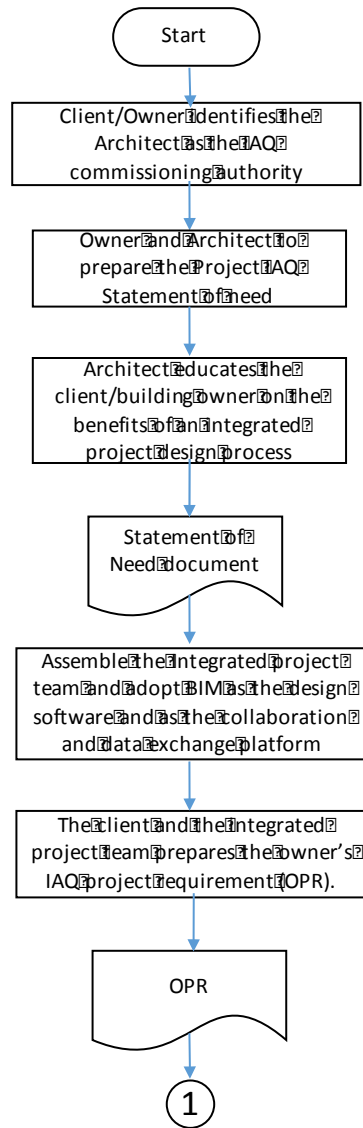 Start
Client/Owner identifies the
Architect as the IAQ
commissioning authority
Owner and Architect to
prepare the Project IAQ
Statement of need
Architect educates the
client/building owner on the
benefits of an integrated
project design process
Statement of
Need document
Assemble the Integrated project
team and adopt BIM as the design
software and as the collaboration
and data exchange platform
The client and the integrated
project team prepares the owner's
IAQ project requirement (OPR).
OPR
1